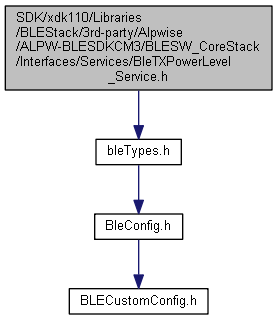 SDK/xdk110/Libraries
/BLEStack/3rd-party/Alpwise
/ALPW-BLESDKCM3/BLESW_CoreStack
/Interfaces/Services/BleTXPowerLevel
_Service.h
bleTypes.h
BleConfig.h
BLECustomConfig.h